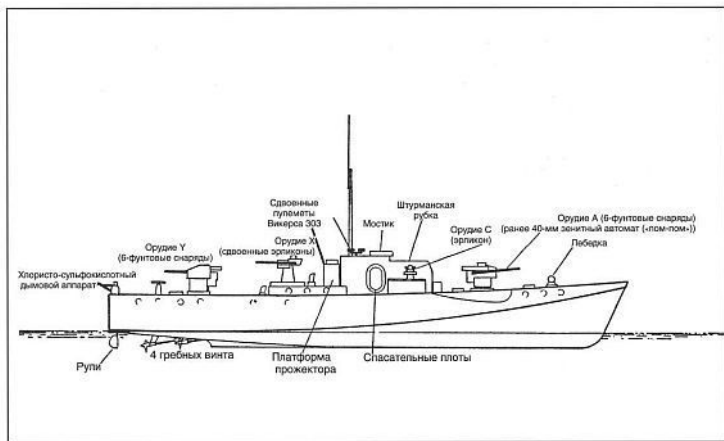 Сдвоенные
пулеметы
Викерса 303
Мостик
Штурманская
рубка
Орудие А (6-фунтовые снаряды)
(ранее 40-мм зенитный автомат («пом-пом»))
Орудие С
(эрликон)
Лебедка
Орудие Х
(сдвоенные эрликоны)
Орудие Y
(6-фунтовые снаряды)
Хлористо-сульфокислотный
дымовой аппарат
Рули
4 гребных винта
Платформа
прожектора
Спасательные плоты